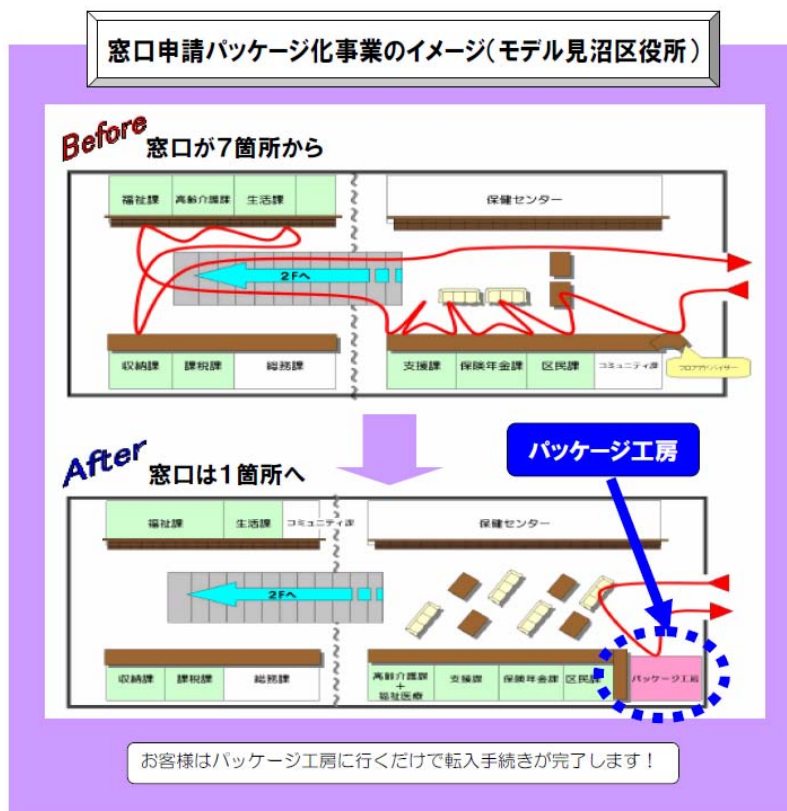 窓口申請パッケージ化事業のイメージ(モデル見沼区役所)
Before
窓口が7箇所から
福祉課 高齢介護課 生活課
保健センター
2Fへ
収納課 課税課 総務課
支援課 保険年金課 区民課 コミュニティ課
フロアアドバイザー
After
窓口は1箇所へ
パッケージ工房
福祉課 生活課 コミュニティ課
保健センター
2Fへ
収納課 課税課 総務課
高齢介護課
+
福祉医療
支援課 保険年金課 区民課
パッケージ工房
お客様はパッケージ工房に行くだけで転入手続きが完了します!